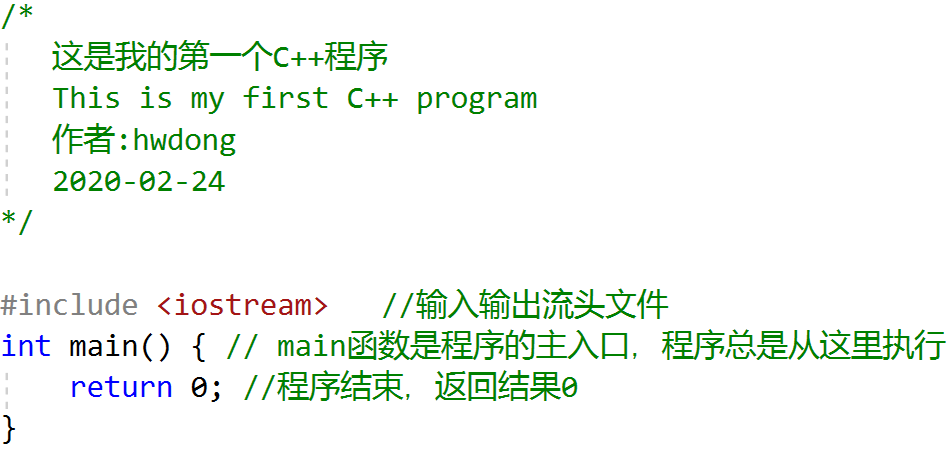 /*
这是我的第一个C++程序
This is my first C++ program
作者:hwdong
2020-02-24
*/
#include <iostream>   //输入输出流头文件
int main() { // main函数是程序的主入口，程序总是从这里执行
return 0; //程序结束，返回结果0
}